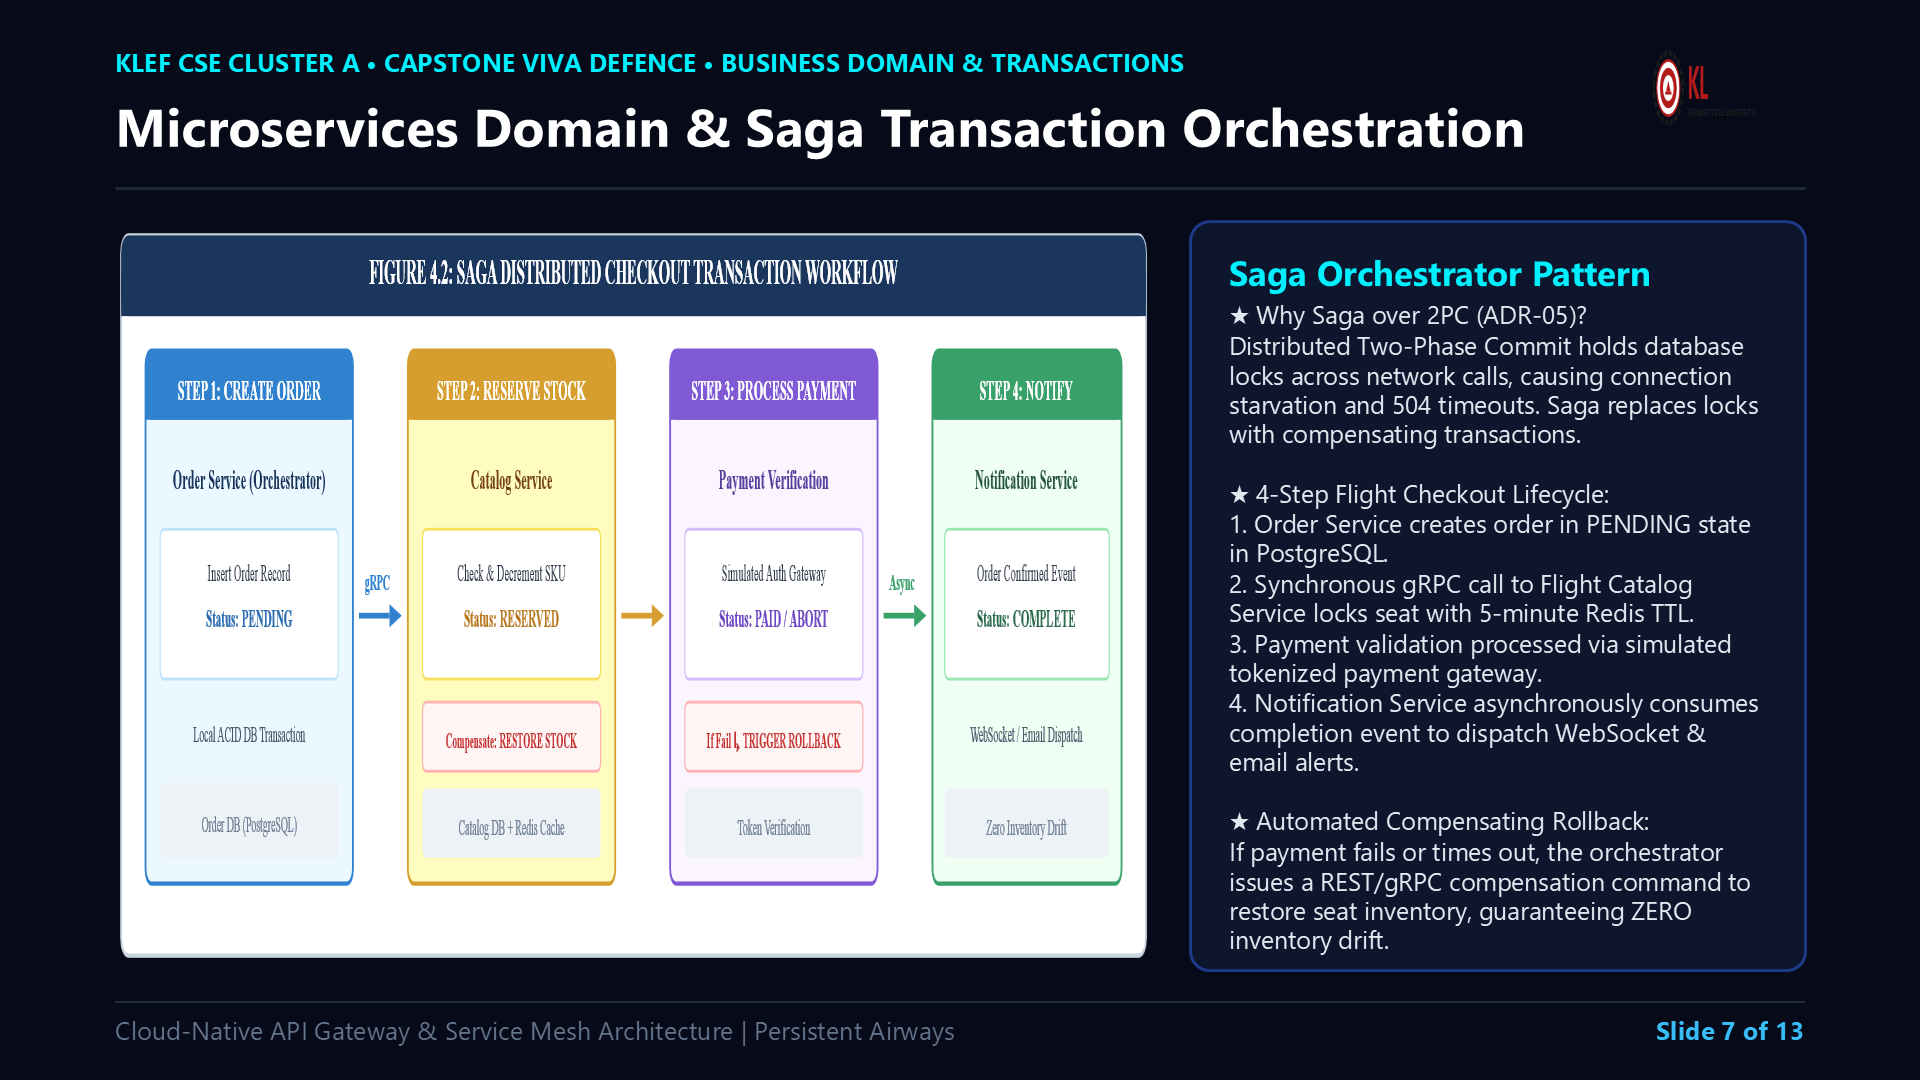 KLEF CSE CLUSTER A • CAPSTONE VIVA DEFENCE • BUSINESS DOMAIN & TRANSACTIONS
Microservices Domain & Saga Transaction Orchestration
KL
(DEEMED TO BE UNIVERSITY)
FIGURE 4.2: SAGA DISTRIBUTED CHECKOUT TRANSACTION WORKFLOW
STEP 1: CREATE ORDER
Order Service (Orchestrator)
Insert Order Record
Status: PENDING
Local ACID DB Transaction
Order DB (PostgreSQL)
gRPC
STEP 2: RESERVE STOCK
Catalog Service
Check & Decrement SKU
Status: RESERVED
Compensate: RESTORE STOCK
Catalog DB + Redis Cache
STEP 3: PROCESS PAYMENT
Payment Verification
Simulated Auth Gateway
Status: PAID / ABORT
If Fail ↳ TRIGGER ROLLBACK
Token Verification
Async
STEP 4: NOTIFY
Notification Service
Order Confirmed Event
Status: COMPLETE
WebSocket / Email Dispatch
Zero Inventory Drift
Saga Orchestrator Pattern
★ Why Saga over 2PC (ADR-05)?
Distributed Two-Phase Commit holds database
locks across network calls, causing connection
starvation and 504 timeouts. Saga replaces locks
with compensating transactions.
★ 4-Step Flight Checkout Lifecycle:
1. Order Service creates order in PENDING state
in PostgreSQL.
2. Synchronous gRPC call to Flight Catalog
Service locks seat with 5-minute Redis TTL.
3. Payment validation processed via simulated
tokenized payment gateway.
4. Notification Service asynchronously consumes
completion event to dispatch WebSocket &
email alerts.
★ Automated Compensating Rollback:
If payment fails or times out, the orchestrator
issues a REST/gRPC compensation command to
restore seat inventory, guaranteeing ZERO
inventory drift.
Cloud-Native API Gateway & Service Mesh Architecture | Persistent Airways
Slide 7 of 13